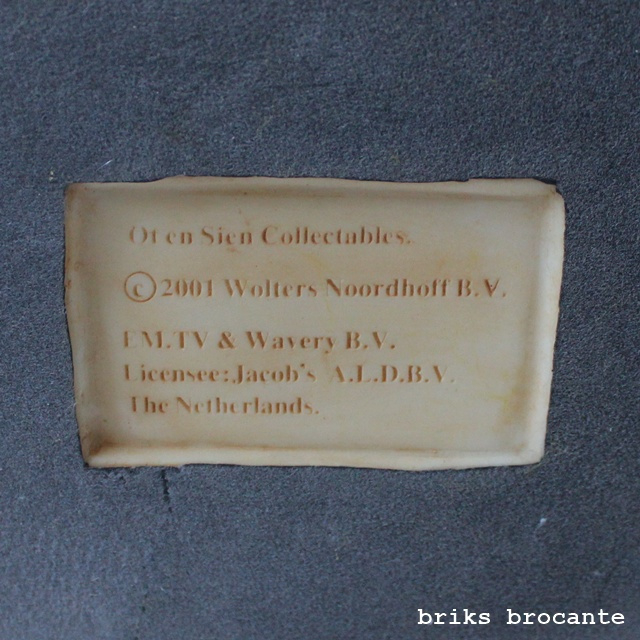 Ot en Sien Collectables.
© 2001 Wolters Noordhoff B.V.
EM.TV & Wavery B.V.
Licensee: Jacob's A.L.D.B.V.
The Netherlands.
briks brocante